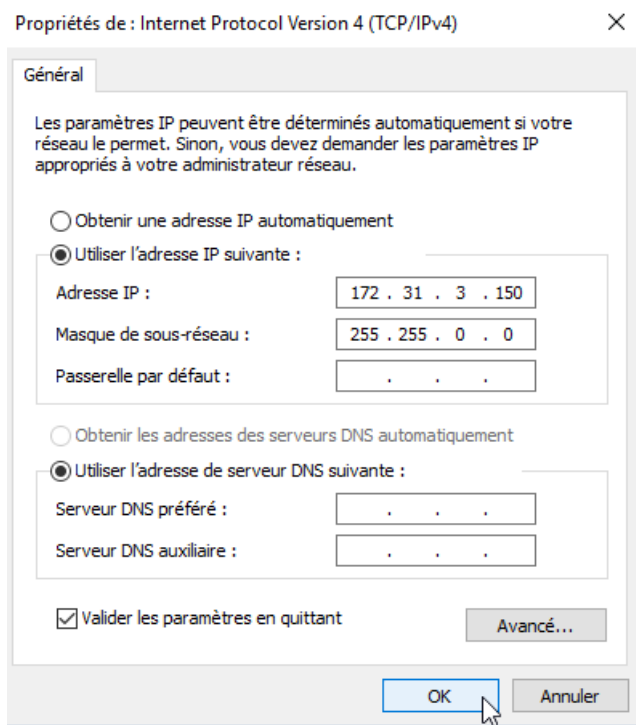 Propriétés de : Internet Protocol Version 4 (TCP/IPv4)
Général
Les paramètres IP peuvent être déterminés automatiquement si votre
réseau le permet. Sinon, vous devez demander les paramètres IP
appropriés à votre administrateur réseau.
Obtenir une adresse IP automatiquement
Utiliser l'adresse IP suivante :
Adresse IP : 172 . 31 . 3 . 150
Masque de sous-réseau : 255 . 255 . 0 . 0
Passerelle par défaut : . . .
Obtenir les adresses des serveurs DNS automatiquement
Utiliser l'adresse de serveur DNS suivante :
Serveur DNS préféré : . . .
Serveur DNS auxiliaire : . . .
Valider les paramètres en quittant
Avancé...
OK Annuler